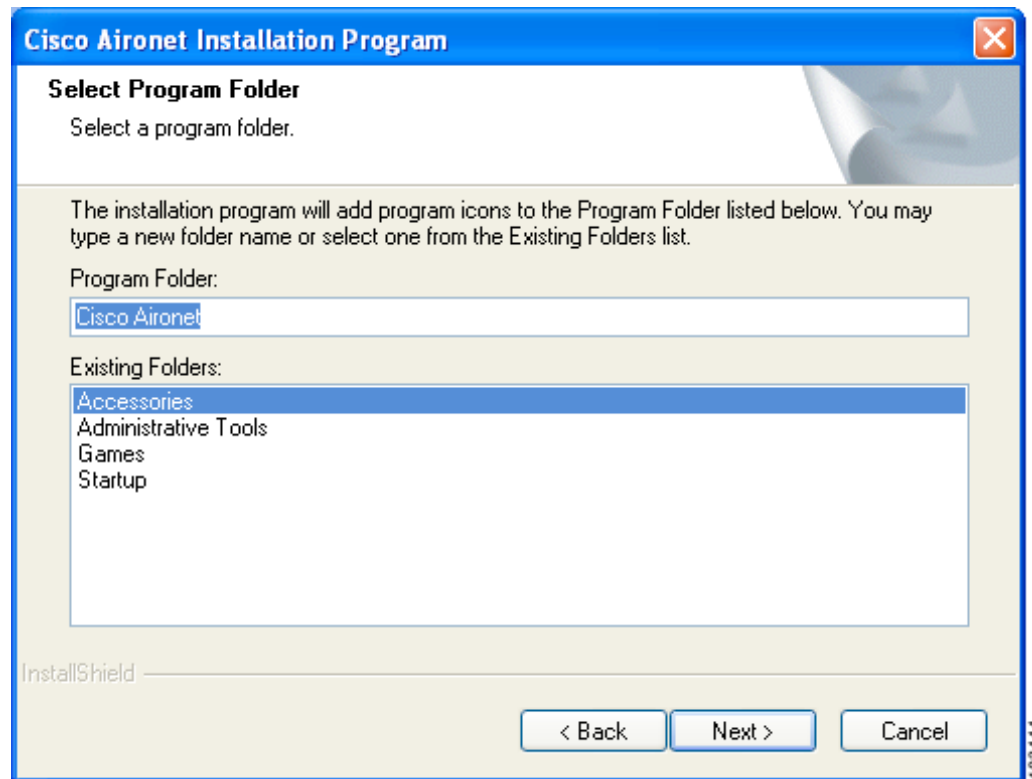 Cisco Aironet Installation Program
Select Program Folder
Select a program folder.
The installation program will add program icons to the Program Folder listed below. You may
type a new folder name or select one from the Existing Folders list.
Program Folder:
Cisco Aironet
Existing Folders:
Accessories
Administrative Tools
Games
Startup
InstallShield
< Back
Next >
Cancel